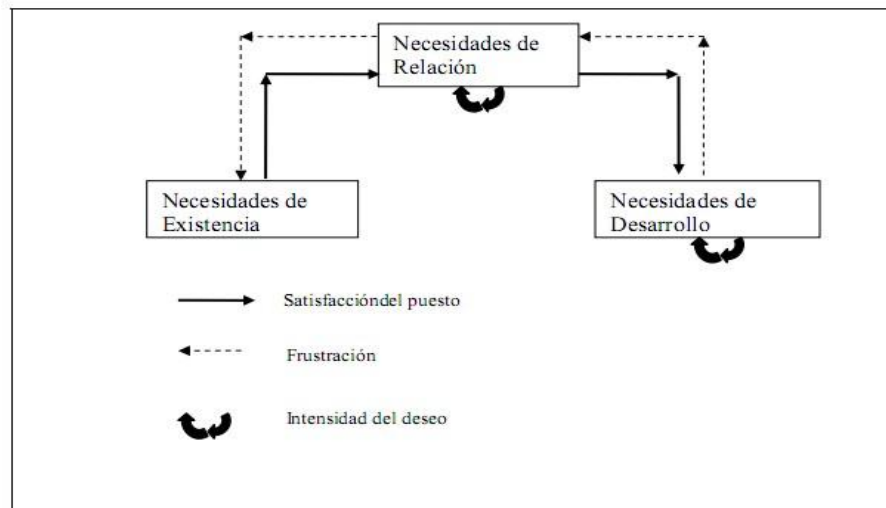 Necesidades de
Relación
Necesidades de
Existencia
Necesidades de
Desarrollo
Satisfaccióndel puesto
Frustración
Intensidad del deseo